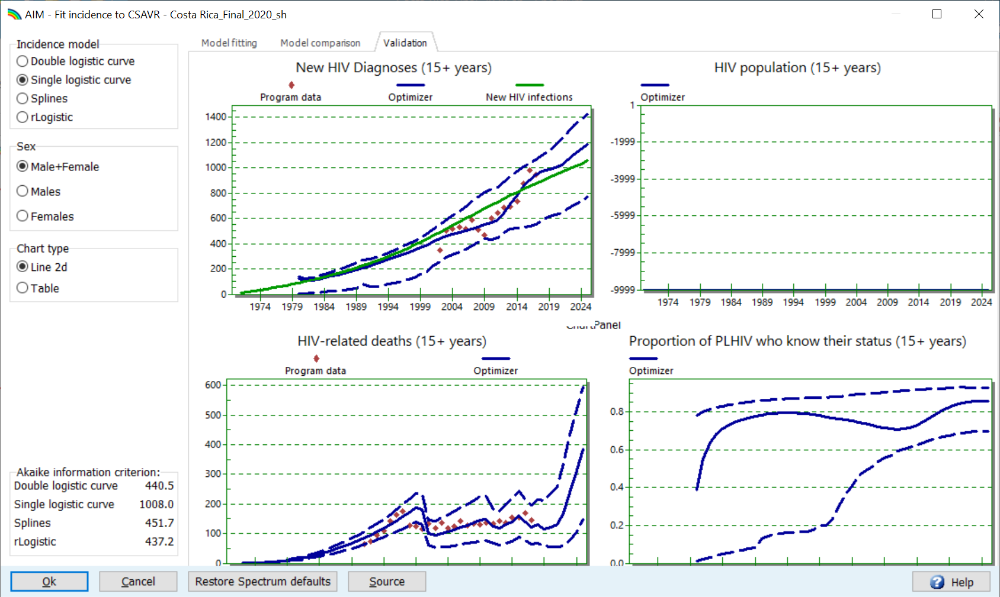 AIM - Fit incidence to CSAVR - Costa Rica_Final_2020_sh
Incidence model
Double logistic curve
Single logistic curve
Splines
rLogistic
Sex
Male+Female
Males
Females
Chart type
Line 2d
Table
Akaike information criterion:
Double logistic curve 440.5
Single logistic curve 1008.0
Splines 451.7
rLogistic 437.2
Model fitting Model comparison Validation
New HIV Diagnoses (15+ years)
Program data Optimizer New HIV infections
1400
1200
1000
800
600
400
200
0
1974 1979 1984 1989 1994 1999 2004 2009 2014 2019 2024
HIV population (15+ years)
Optimizer
1
-1999
-3999
-5999
-7999
-9999
1974 1979 1984 1989 1994 1999 2004 2009 2014 2019 2024
ChartPanel
HIV-related deaths (15+ years)
Program data Optimizer
600
500
400
300
200
100
0
Proportion of PLHIV who know their status (15+ years)
Optimizer
0.8
0.6
0.4
0.2
0.0
Ok Cancel Restore Spectrum defaults Source Help